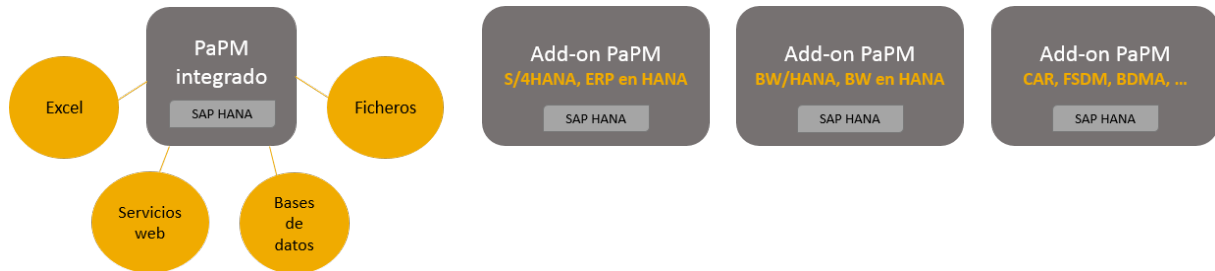 PaPM
integrado
SAP HANA
Excel
Ficheros
Servicios
web
Bases
de
datos
Add-on PaPM
S/4HANA, ERP en HANA
SAP HANA
Add-on PaPM
BW/HANA, BW en HANA
SAP HANA
Add-on PaPM
CAR, FSDM, BDMA, ...
SAP HANA